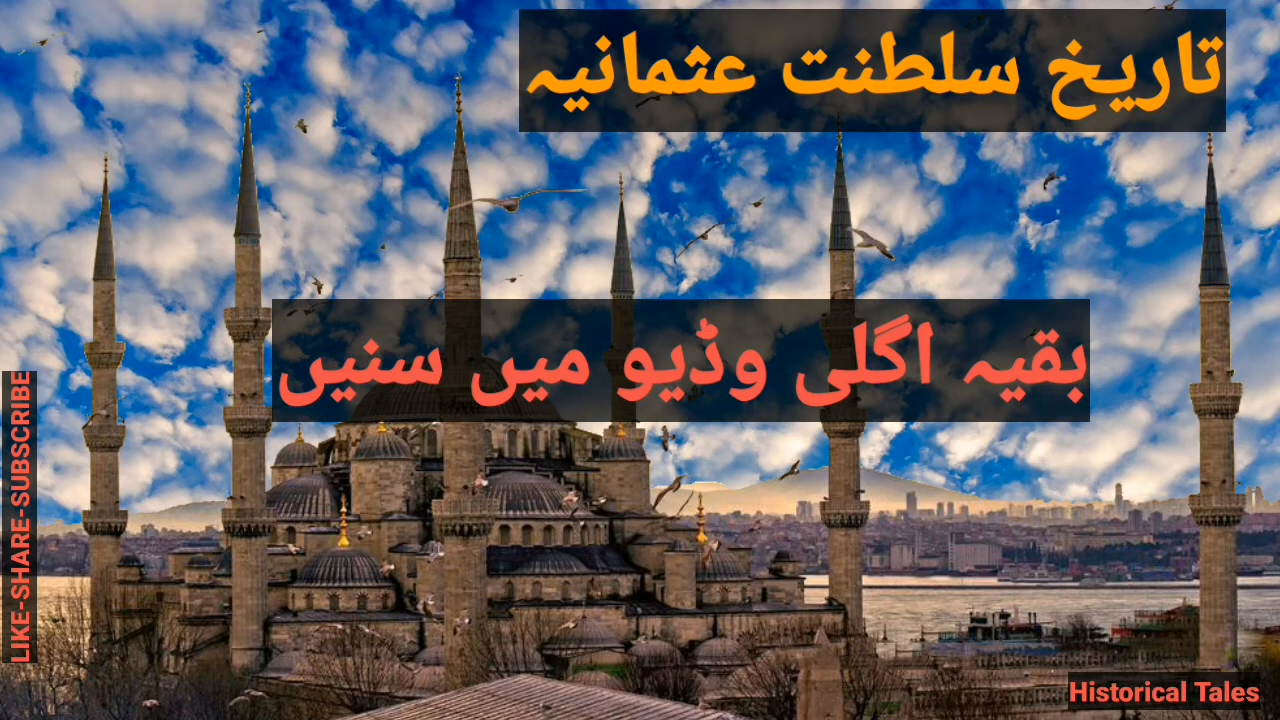 تاریخ سلطنت عثمانیہ
بقیہ اگلی وڈیو میں سنیں
LIKE-SHARE-SUBSCRIBE
Historical Tales